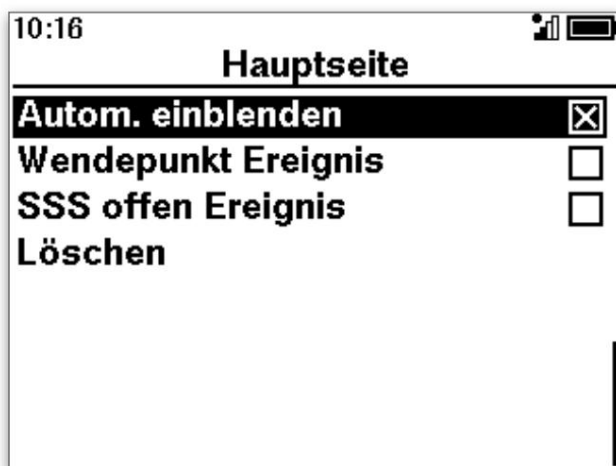 10:16
Hauptseite
Autom. einblenden
Wendepunkt Ereignis
SSS offen Ereignis
Löschen